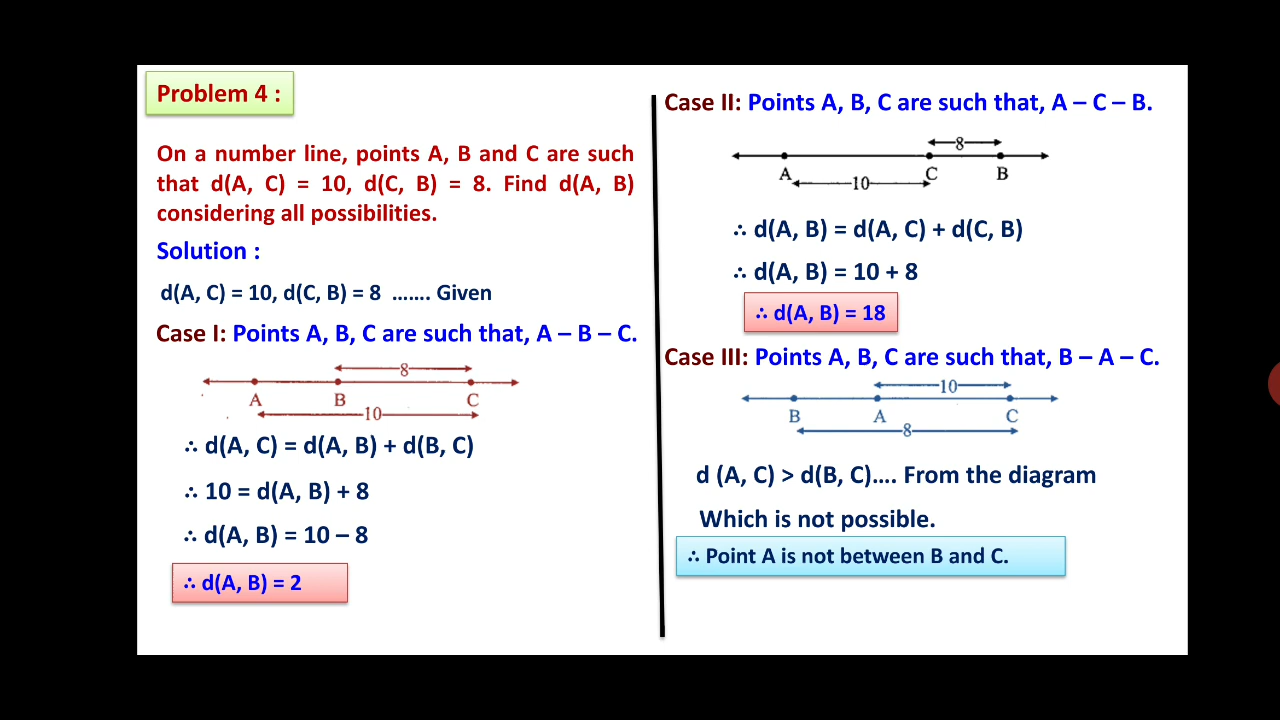 Problem 4 :
On a number line, points A, B and C are such
that d(A, C) = 10, d(C, B) = 8. Find d(A, B)
considering all possibilities.
Solution :
d(A, C) = 10, d(C, B) = 8 ……. Given
Case I: Points A, B, C are such that, A – B – C.
8
A B C
10
∴ d(A, C) = d(A, B) + d(B, C)
∴ 10 = d(A, B) + 8
∴ d(A, B) = 10 – 8
∴ d(A, B) = 2
Case II: Points A, B, C are such that, A – C – B.
8
A C B
10
∴ d(A, B) = d(A, C) + d(C, B)
∴ d(A, B) = 10 + 8
∴ d(A, B) = 18
Case III: Points A, B, C are such that, B – A – C.
10
B A C
8
d (A, C) > d(B, C)…. From the diagram
Which is not possible.
∴ Point A is not between B and C.